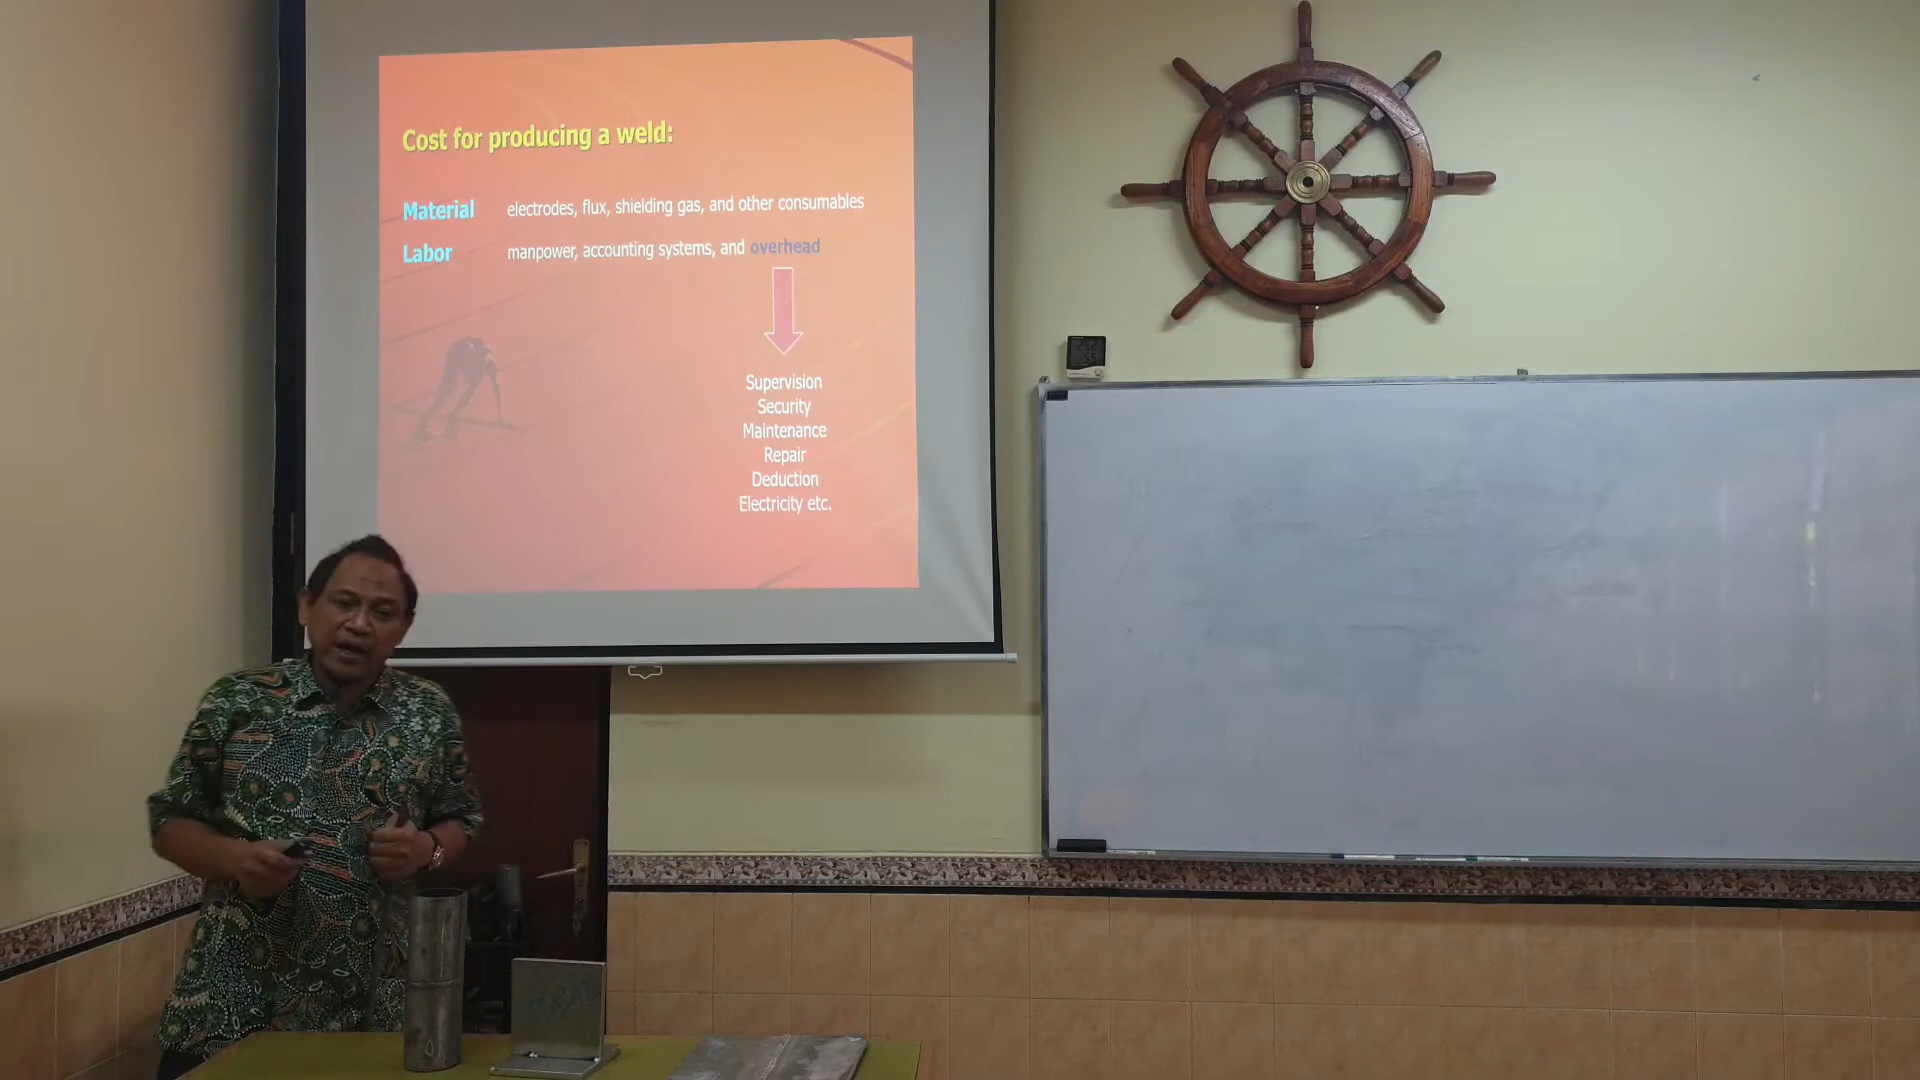 Cost for producing a weld:
Material electrodes, flux, shielding gas, and other consumables
Labor manpower, accounting systems, and overhead
Supervision
Security
Maintenance
Repair
Deduction
Electricity etc.